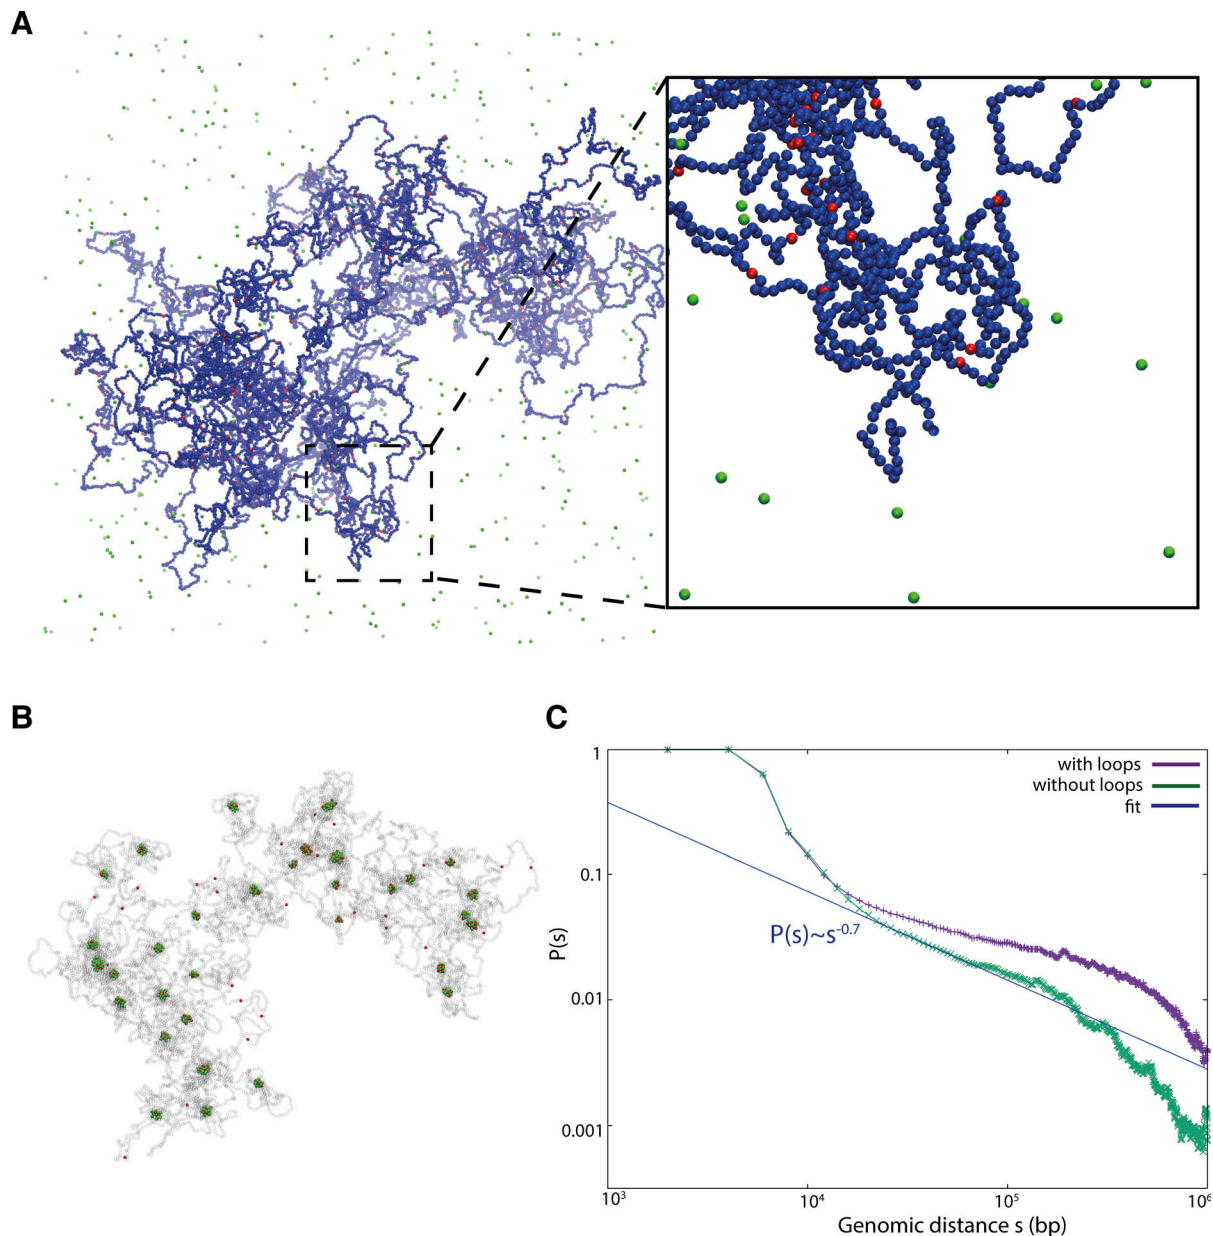 A
B
C
1
0.1
0.01
0.001
P(s)
with loops
without loops
fit
P(s)~s^-0.7
10^3
10^4
10^5
10^6
Genomic distance s (bp)